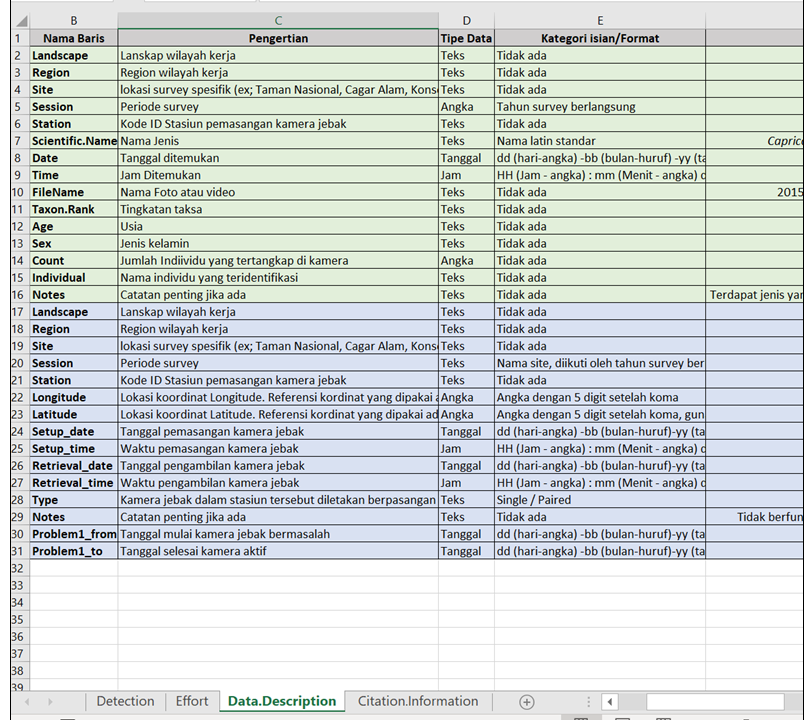 B C D E
1 Nama Baris Pengertian Tipe Data Kategori isian/Format
2 Landscape Lanskap wilayah kerja Teks Tidak ada
3 Region Region wilayah kerja Teks Tidak ada
4 Site lokasi survey spesifik (ex; Taman Nasional, Cagar Alam, Kons Teks Tidak ada
5 Session Periode survey Angka Tahun survey berlangsung
6 Station Kode ID Stasiun pemasangan kamera jebak Teks Tidak ada
7 Scientific.Name Nama Jenis Teks Nama latin standar Caprico
8 Date Tanggal ditemukan Tanggal dd (hari-angka) -bb (bulan-huruf) -yy (ta
9 Time Jam Ditemukan Jam HH (Jam - angka) : mm (Menit - angka) d
10 FileName Nama Foto atau video Teks Tidak ada 2015
11 Taxon.Rank Tingkatan taksa Teks Tidak ada
12 Age Usia Teks Tidak ada
13 Sex Jenis kelamin Teks Tidak ada
14 Count Jumlah Indiividu yang tertangkap di kamera Angka Tidak ada
15 Individual Nama individu yang teridentifikasi Teks Tidak ada
16 Notes Catatan penting jika ada Teks Tidak ada Terdapat jenis yan
17 Landscape Lanskap wilayah kerja Teks Tidak ada
18 Region Region wilayah kerja Teks Tidak ada
19 Site lokasi survey spesifik (ex; Taman Nasional, Cagar Alam, Kons Teks Tidak ada
20 Session Periode survey Teks Nama site, diikuti oleh tahun survey ber
21 Station Kode ID Stasiun pemasangan kamera jebak Teks Tidak ada
22 Longitude Lokasi koordinat Longitude. Referensi kordinat yang dipakai a Angka Angka dengan 5 digit setelah koma
23 Latitude Lokasi koordinat Latitude. Referensi kordinat yang dipakai ad Angka Angka dengan 5 digit setelah koma, gun
24 Setup_date Tanggal pemasangan kamera jebak Tanggal dd (hari-angka) -bb (bulan-huruf)-yy (ta
25 Setup_time Waktu pemasangan kamera jebak Jam HH (Jam - angka) : mm (Menit - angka) d
26 Retrieval_date Tanggal pengambilan kamera jebak Tanggal dd (hari-angka) -bb (bulan-huruf)-yy (ta
27 Retrieval_time Waktu pengambilan kamera jebak Jam HH (Jam - angka) : mm (Menit - angka) d
28 Type Kamera jebak dalam stasiun tersebut diletakan berpasangan Teks Single / Paired
29 Notes Catatan penting jika ada Teks Tidak ada Tidak berfun
30 Problem1_from Tanggal mulai kamera jebak bermasalah Tanggal dd (hari-angka) -bb (bulan-huruf)-yy (ta
31 Problem1_to Tanggal selesai kamera aktif Tanggal dd (hari-angka) -bb (bulan-huruf)-yy (ta
32
33
34
35
36
37
38
39
Detection Effort Data.Description Citation.Information